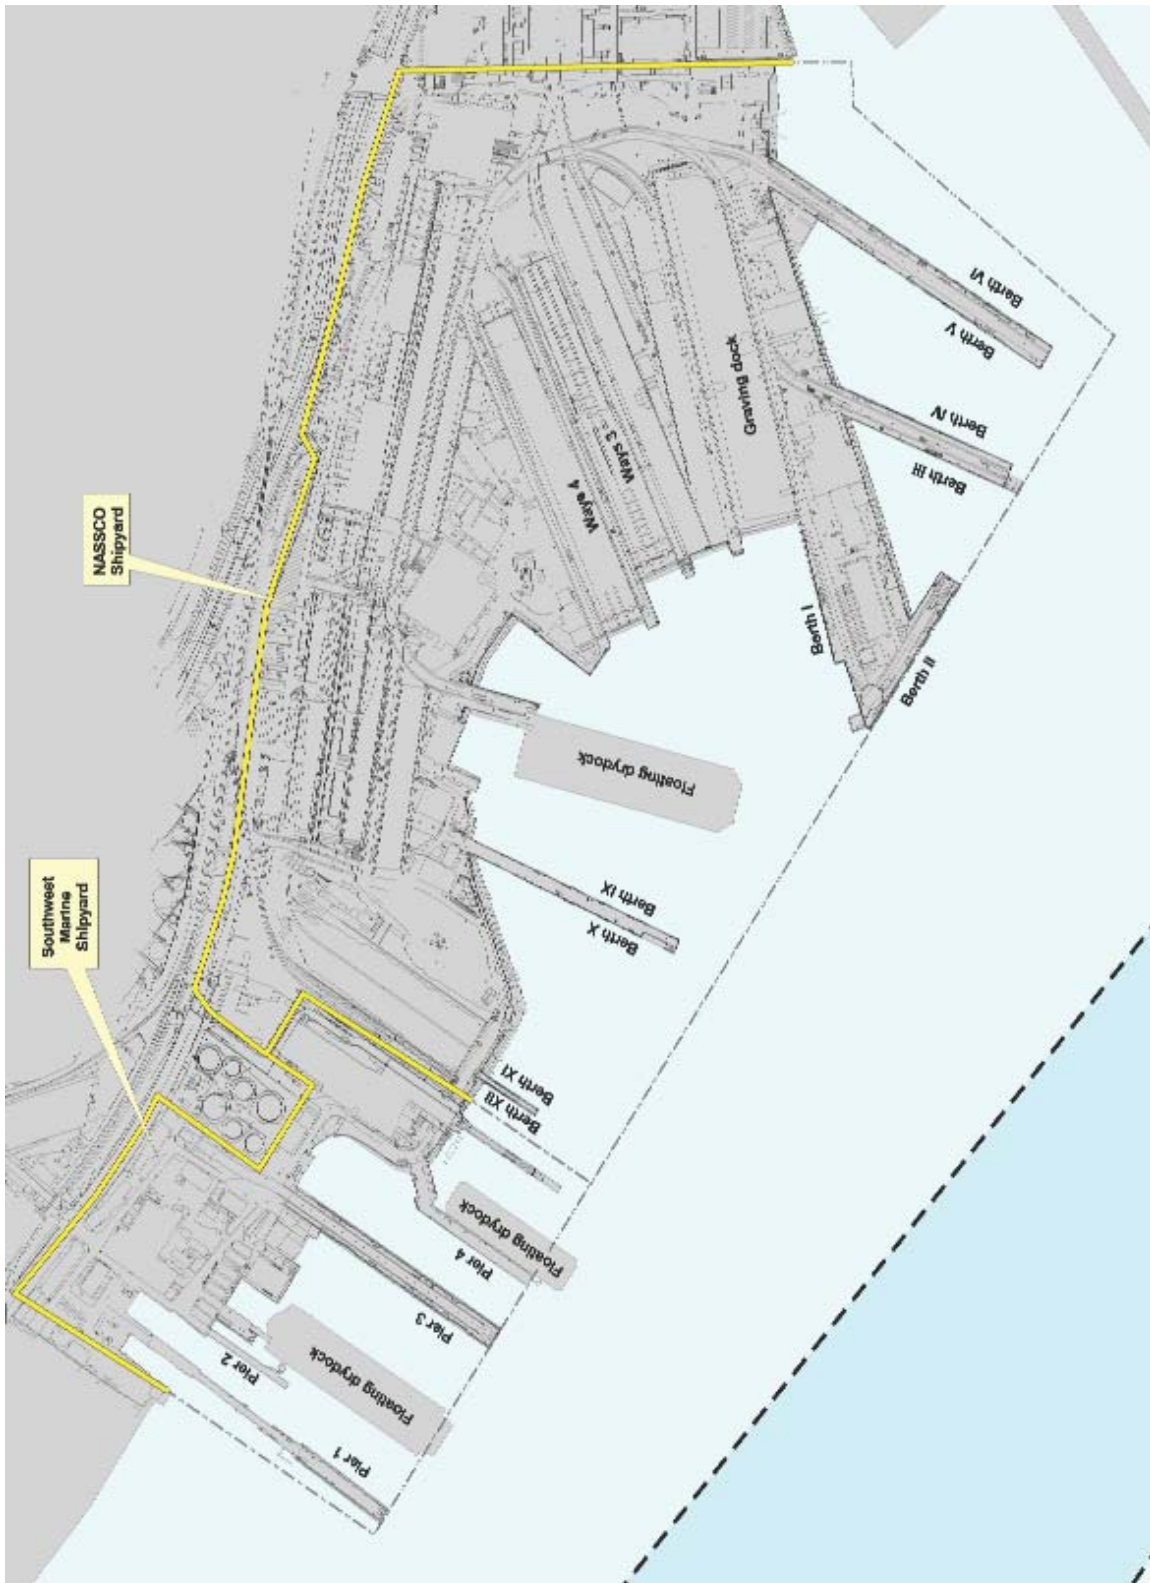 NASSCO
Shipyard
Southwest
Marine
Shipyard
Berth VI
Berth V
Berth IV
Berth III
Graving dock
Ways 3
Ways 4
Berth I
Berth II
Floating drydock
Berth IX
Berth X
Berth XI
Berth XII
Floating drydock
Pier 4
Pier 3
Pier 2
Floating drydock
Pier 1